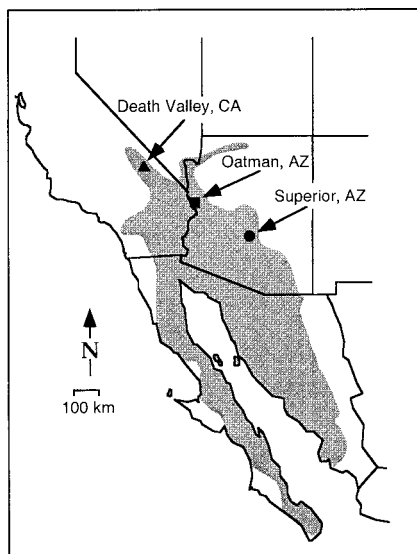 Death Valley, CA
Oatman, AZ
Superior, AZ
N
100 km